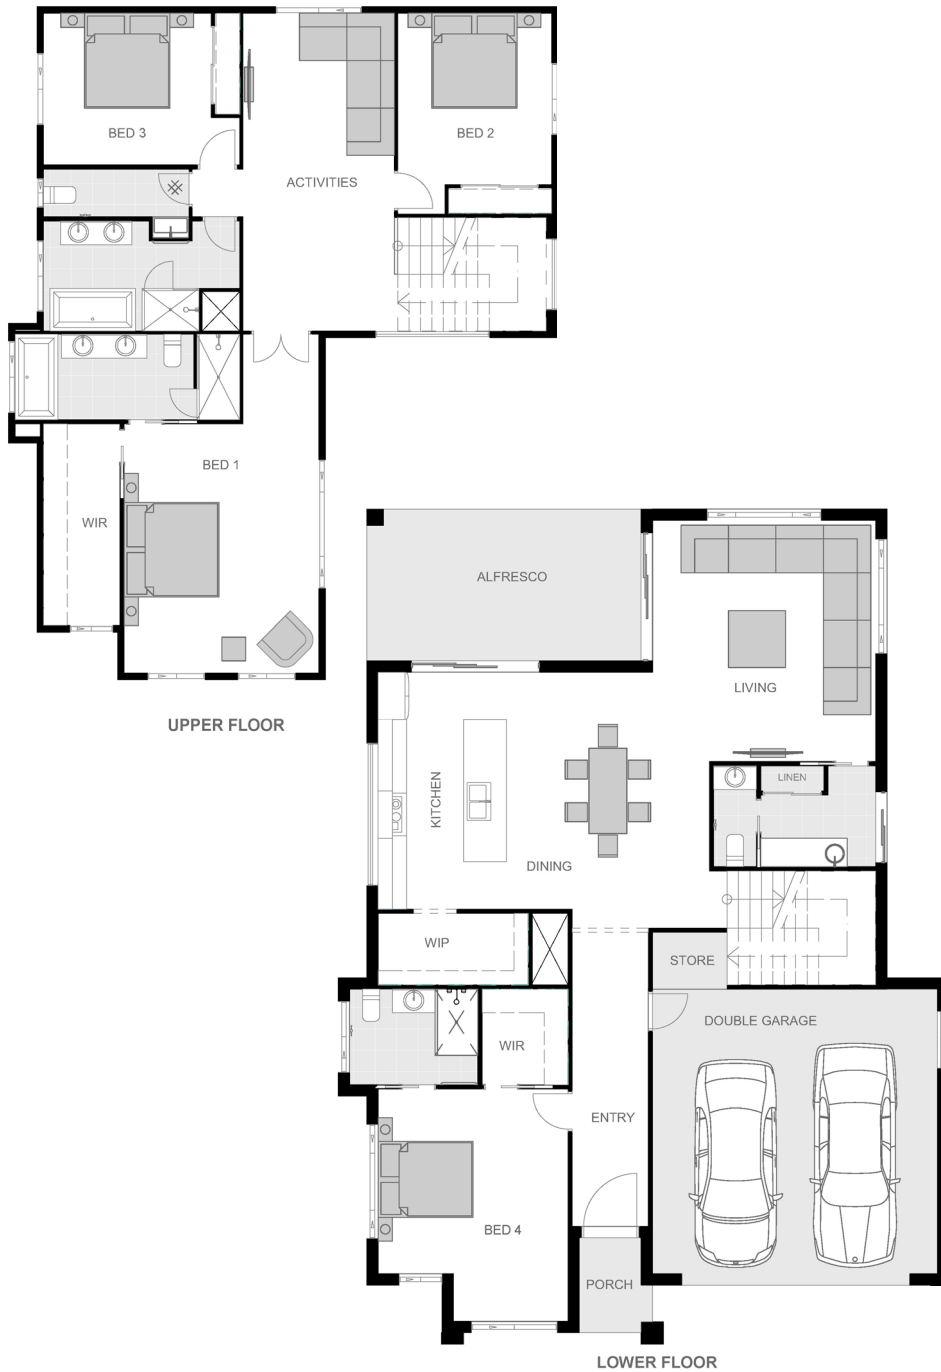 BED 3
BED 2
ACTIVITIES
BED 1
WIR
UPPER FLOOR
ALFRESCO
LIVING
LINEN
KITCHEN
DINING
WIP
STORE
DOUBLE GARAGE
WIR
ENTRY
BED 4
PORCH
LOWER FLOOR